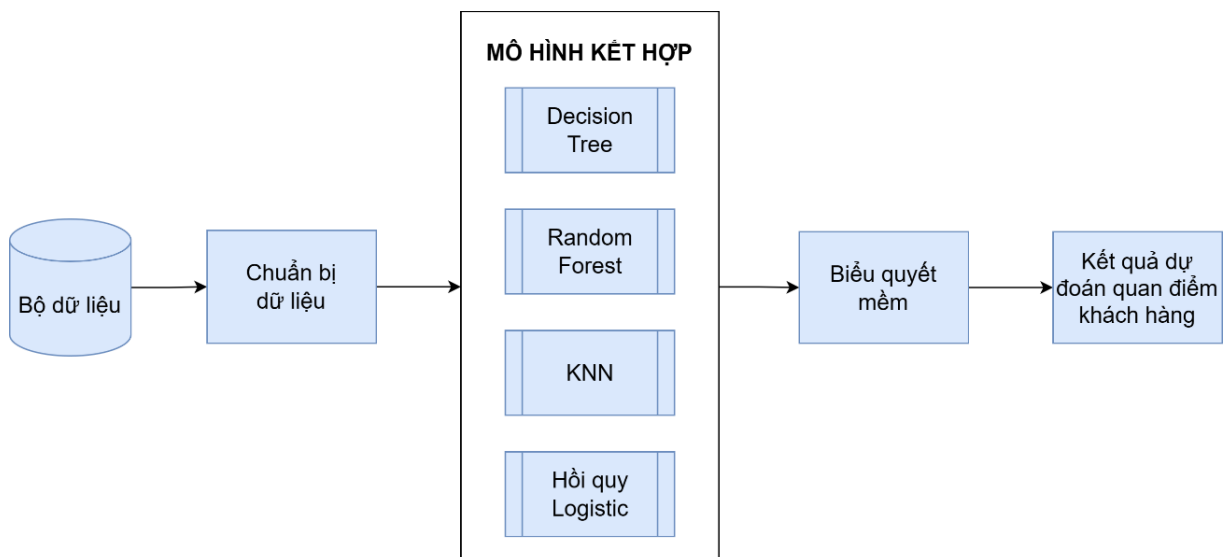 MÔ HÌNH KẾT HỢP
Decision
Tree
Random
Forest
KNN
Hồi quy
Logistic
Bộ dữ liệu
Chuẩn bị
dữ liệu
Biểu quyết
mềm
Kết quả dự
đoán quan điểm
khách hàng